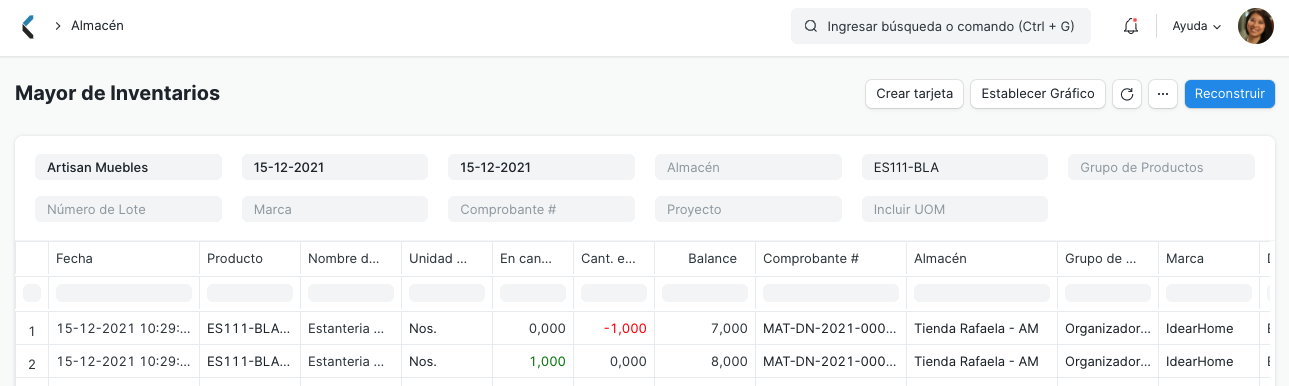 > Almacén
Ingresar búsqueda o comando (Ctrl + G)
Ayuda
Mayor de Inventarios
Crear tarjeta
Establecer Gráfico
...
Reconstruir
Artisan Muebles 15-12-2021 15-12-2021 Almacén ES111-BLA Grupo de Productos
Número de Lote Marca Comprobante # Proyecto Incluir UOM
Fecha Producto Nombre d... Unidad ... En can... Cant. e... Balance Comprobante # Almacén Grupo de ... Marca
1 15-12-2021 10:29:... ES111-BLA... Estanteria ... Nos. 0,000 -1,000 7,000 MAT-DN-2021-000... Tienda Rafaela - AM Organizador... IdearHome
2 15-12-2021 10:29:... ES111-BLA... Estanteria ... Nos. 1,000 0,000 8,000 MAT-DN-2021-000... Tienda Rafaela - AM Organizador... IdearHome